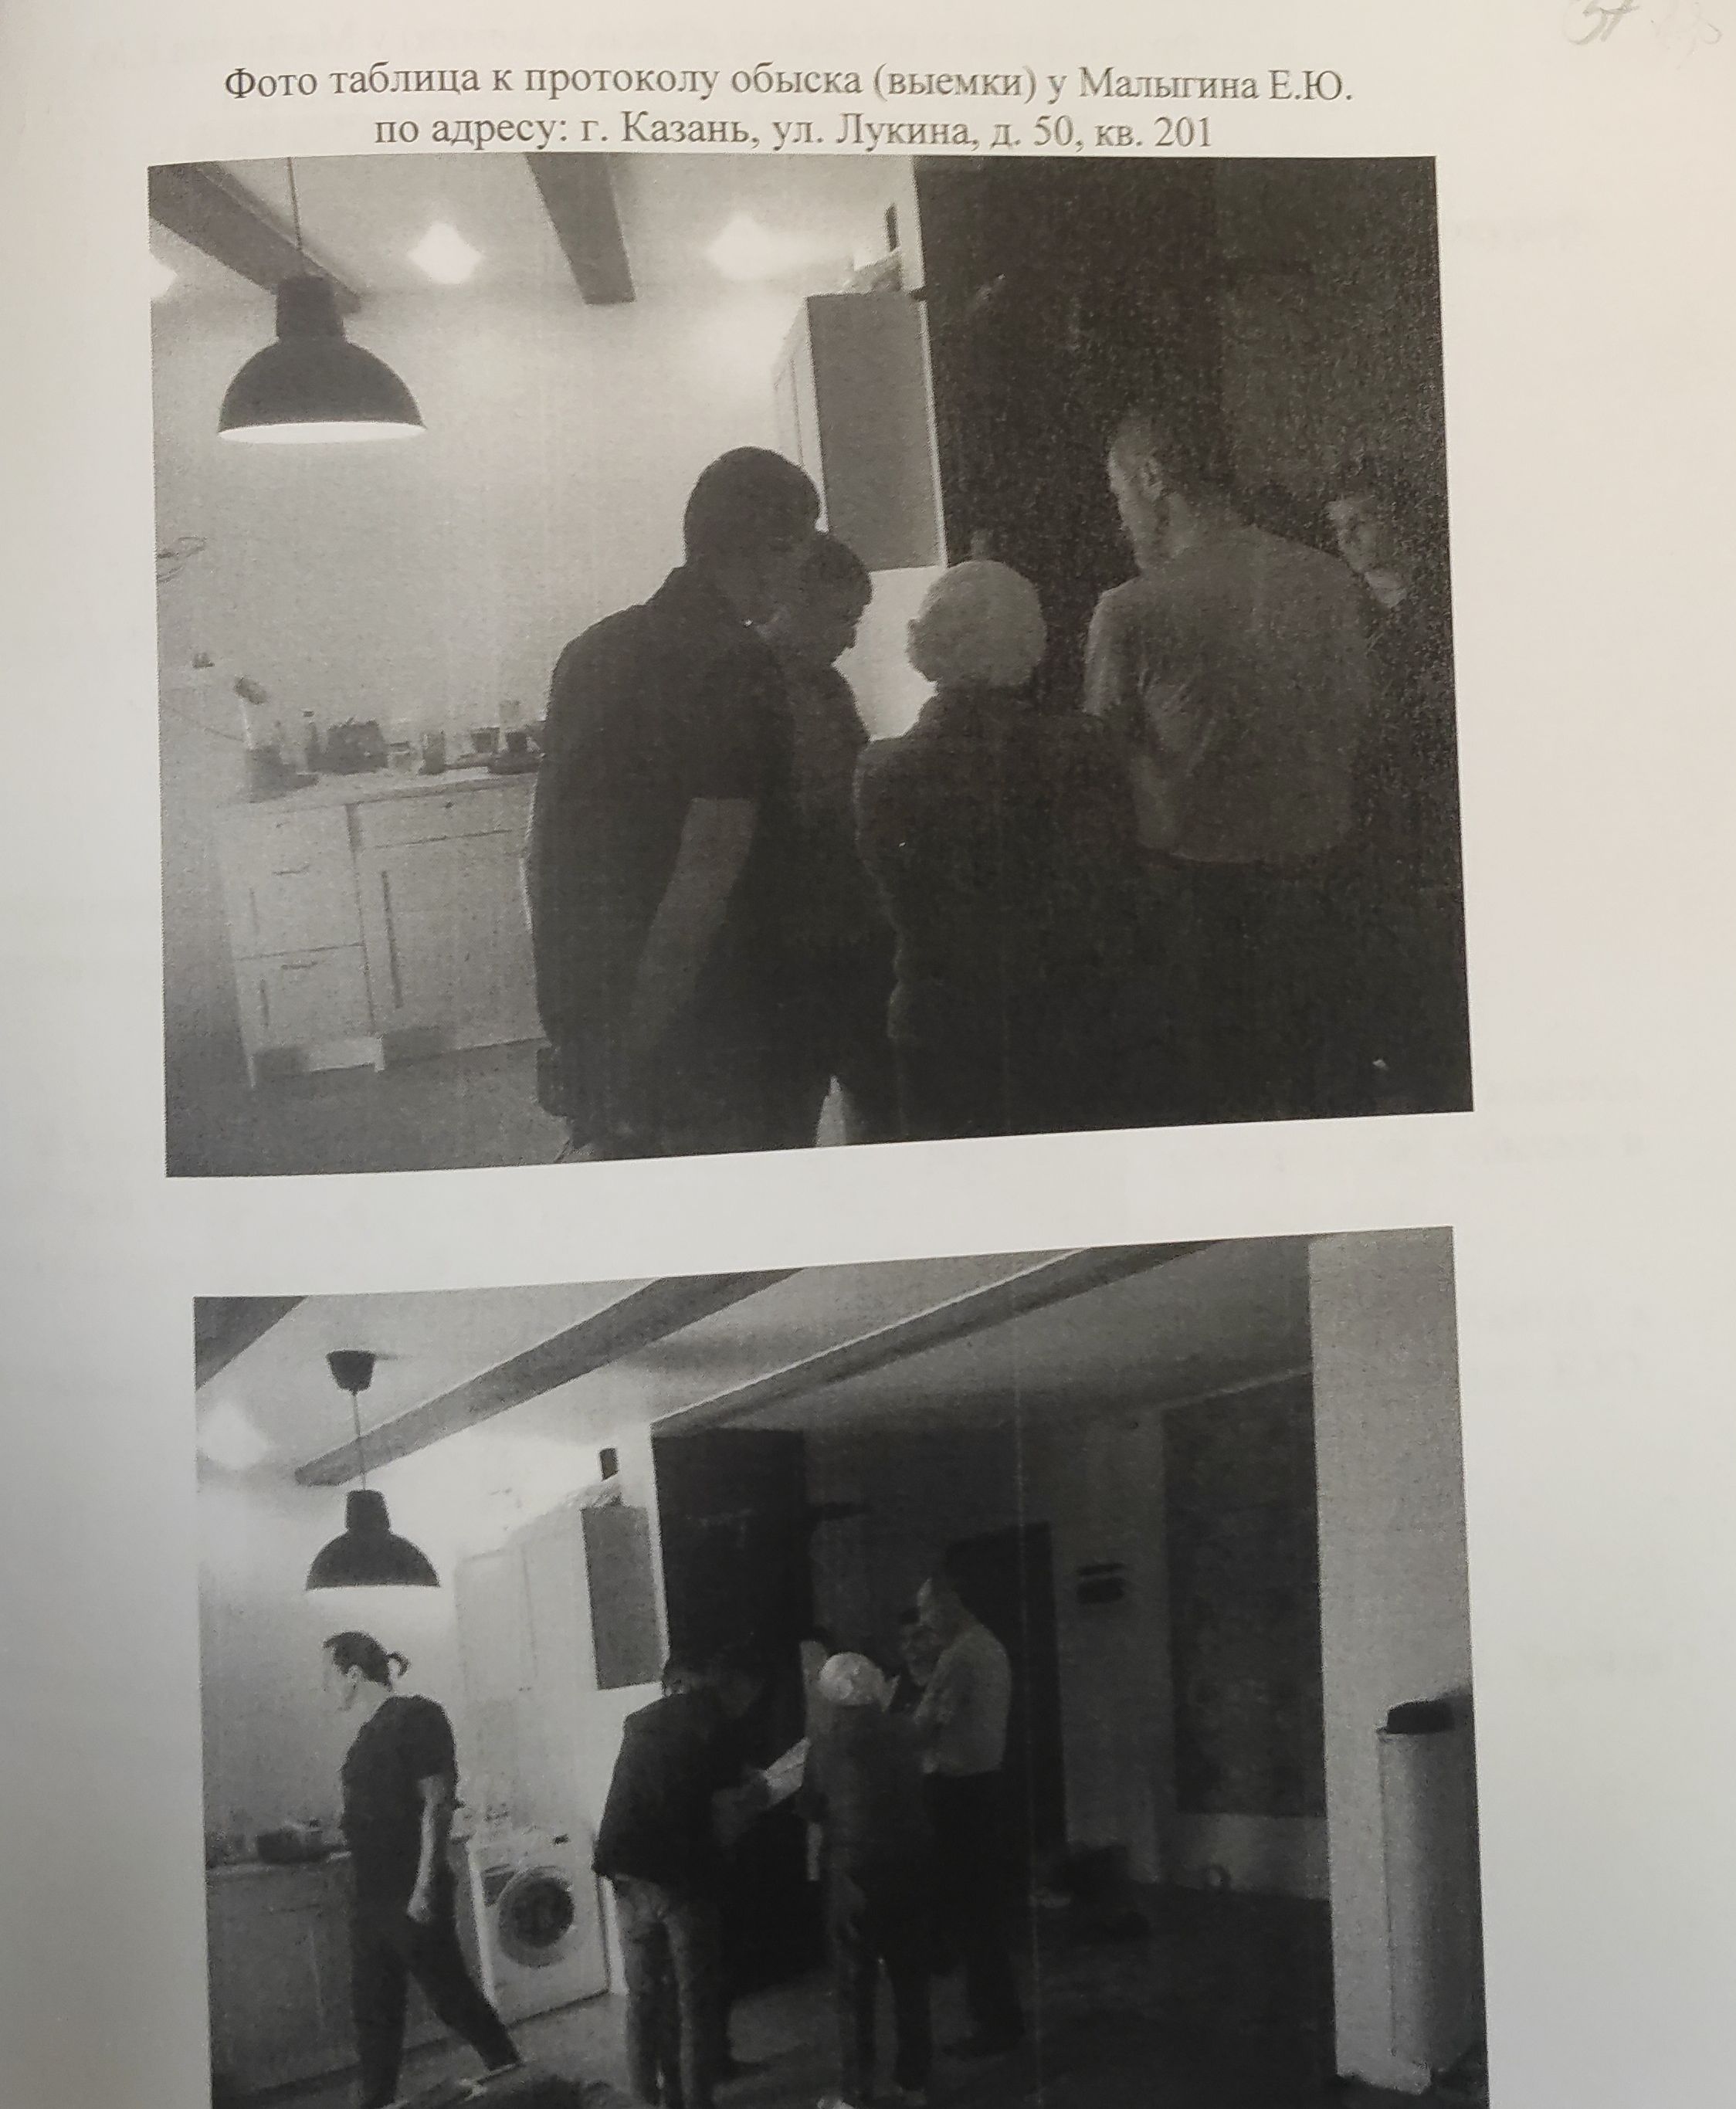 Фото таблица к протоколу обыска (выемки) у Малыгина Е.Ю.
по адресу: г. Казань, ул. Лукина, д. 50, кв. 201